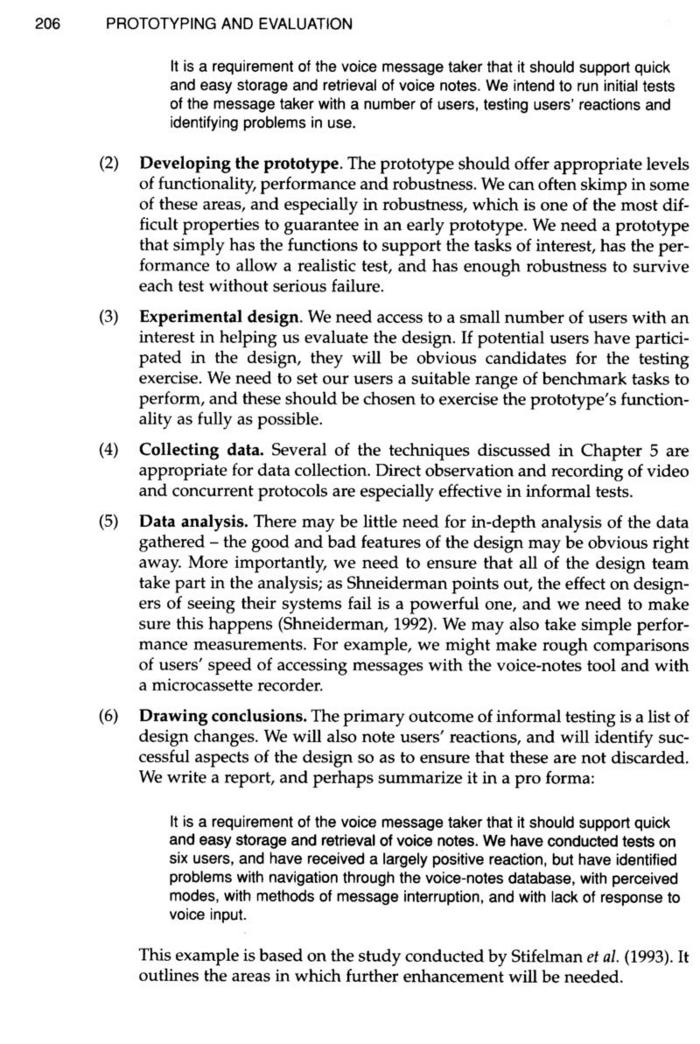 206 PROTOTYPING AND EVALUATION
It is a requirement of the voice message taker that it should support quick
and easy storage and retrieval of voice notes. We intend to run initial tests
of the message taker with a number of users, testing users' reactions and
identifying problems in use.
(2) Developing the prototype. The prototype should offer appropriate levels
of functionality, performance and robustness. We can often skimp in some
of these areas, and especially in robustness, which is one of the most dif-
ficult properties to guarantee in an early prototype. We need a prototype
that simply has the functions to support the tasks of interest, has the per-
formance to allow a realistic test, and has enough robustness to survive
each test without serious failure.
(3) Experimental design. We need access to a small number of users with an
interest in helping us evaluate the design. If potential users have partici-
pated in the design, they will be obvious candidates for the testing
exercise. We need to set our users a suitable range of benchmark tasks to
perform, and these should be chosen to exercise the prototype's function-
ality as fully as possible.
(4) Collecting data. Several of the techniques discussed in Chapter 5 are
appropriate for data collection. Direct observation and recording of video
and concurrent protocols are especially effective in informal tests.
(5) Data analysis. There may be little need for in-depth analysis of the data
gathered – the good and bad features of the design may be obvious right
away. More importantly, we need to ensure that all of the design team
take part in the analysis; as Shneiderman points out, the effect on design-
ers of seeing their systems fail is a powerful one, and we need to make
sure this happens (Shneiderman, 1992). We may also take simple perfor-
mance measurements. For example, we might make rough comparisons
of users' speed of accessing messages with the voice-notes tool and with
a microcassette recorder.
(6) Drawing conclusions. The primary outcome of informal testing is a list of
design changes. We will also note users' reactions, and will identify suc-
cessful aspects of the design so as to ensure that these are not discarded.
We write a report, and perhaps summarize it in a pro forma:
It is a requirement of the voice message taker that it should support quick
and easy storage and retrieval of voice notes. We have conducted tests on
six users, and have received a largely positive reaction, but have identified
problems with navigation through the voice-notes database, with perceived
modes, with methods of message interruption, and with lack of response to
voice input.
This example is based on the study conducted by Stifelman et al. (1993). It
outlines the areas in which further enhancement will be needed.